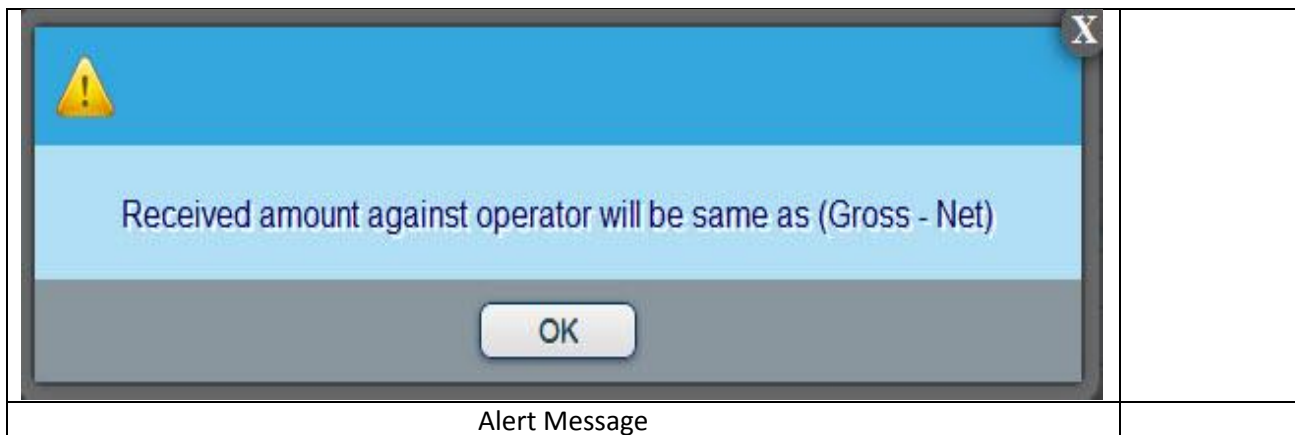 X
Received amount against operator will be same as (Gross - Net)
OK
Alert Message